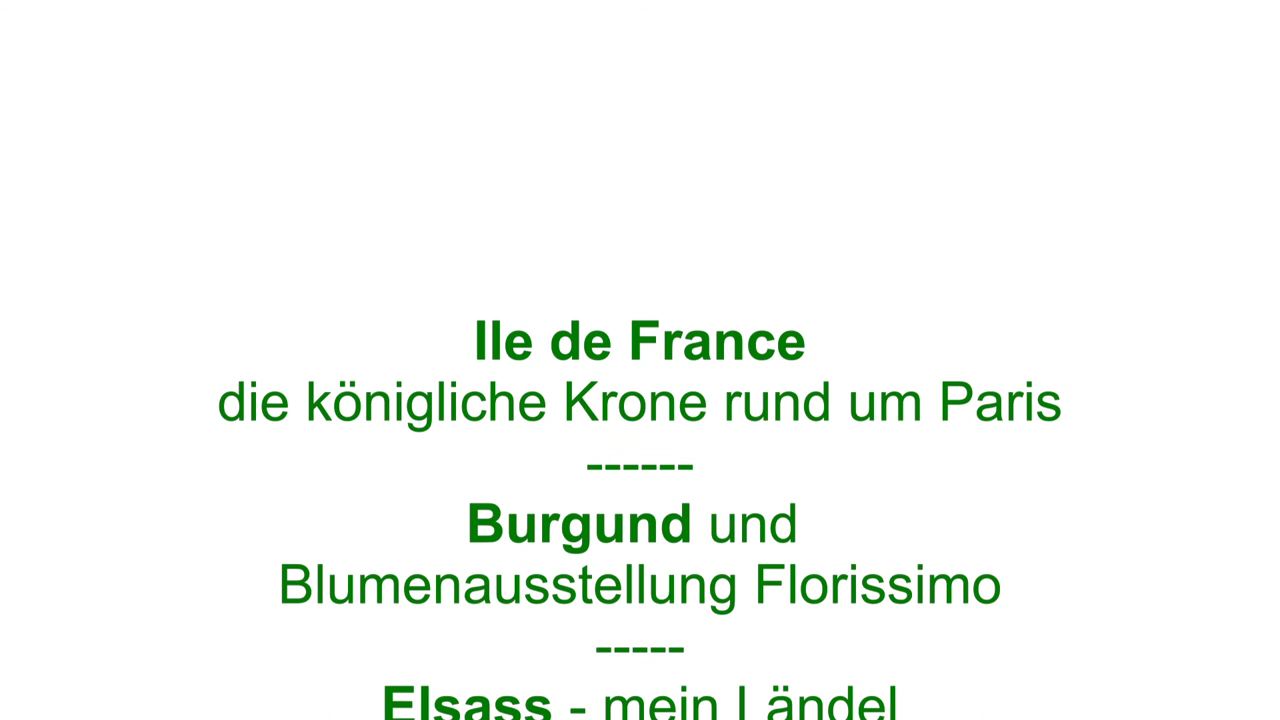 Ile de France
die königliche Krone rund um Paris
------
Burgund und
Blumenausstellung Florissimo
-----
Elsass - mein Ländel